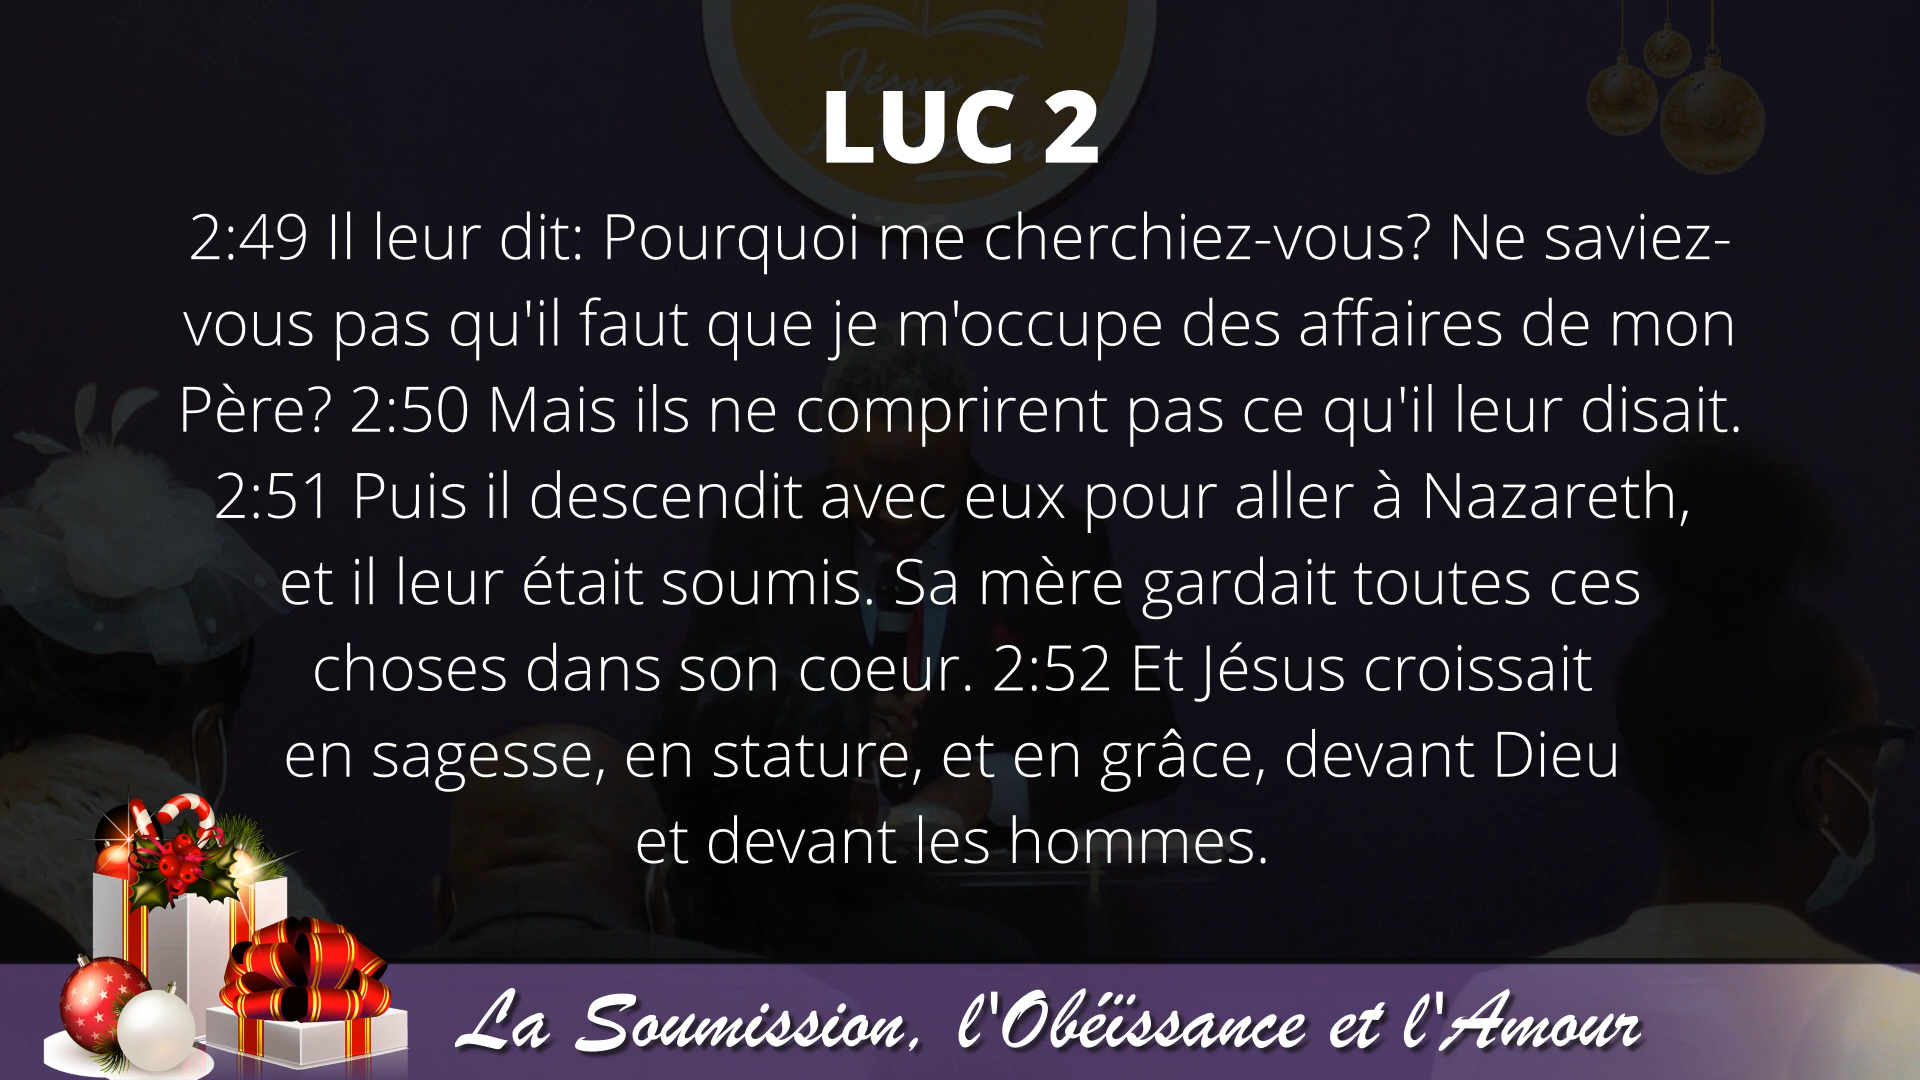 Jésus et
LUC 2
2:49 Il leur dit: Pourquoi me cherchiez-vous? Ne saviez-
vous pas qu'il faut que je m'occupe des affaires de mon
Père? 2:50 Mais ils ne comprirent pas ce qu'il leur disait.
2:51 Puis il descendit avec eux pour aller à Nazareth,
et il leur était soumis. Sa mère gardait toutes ces
choses dans son coeur. 2:52 Et Jésus croissait
en sagesse, en stature, et en grâce, devant Dieu
et devant les hommes.
La Soumission, l'Obéïssance et l'Amour